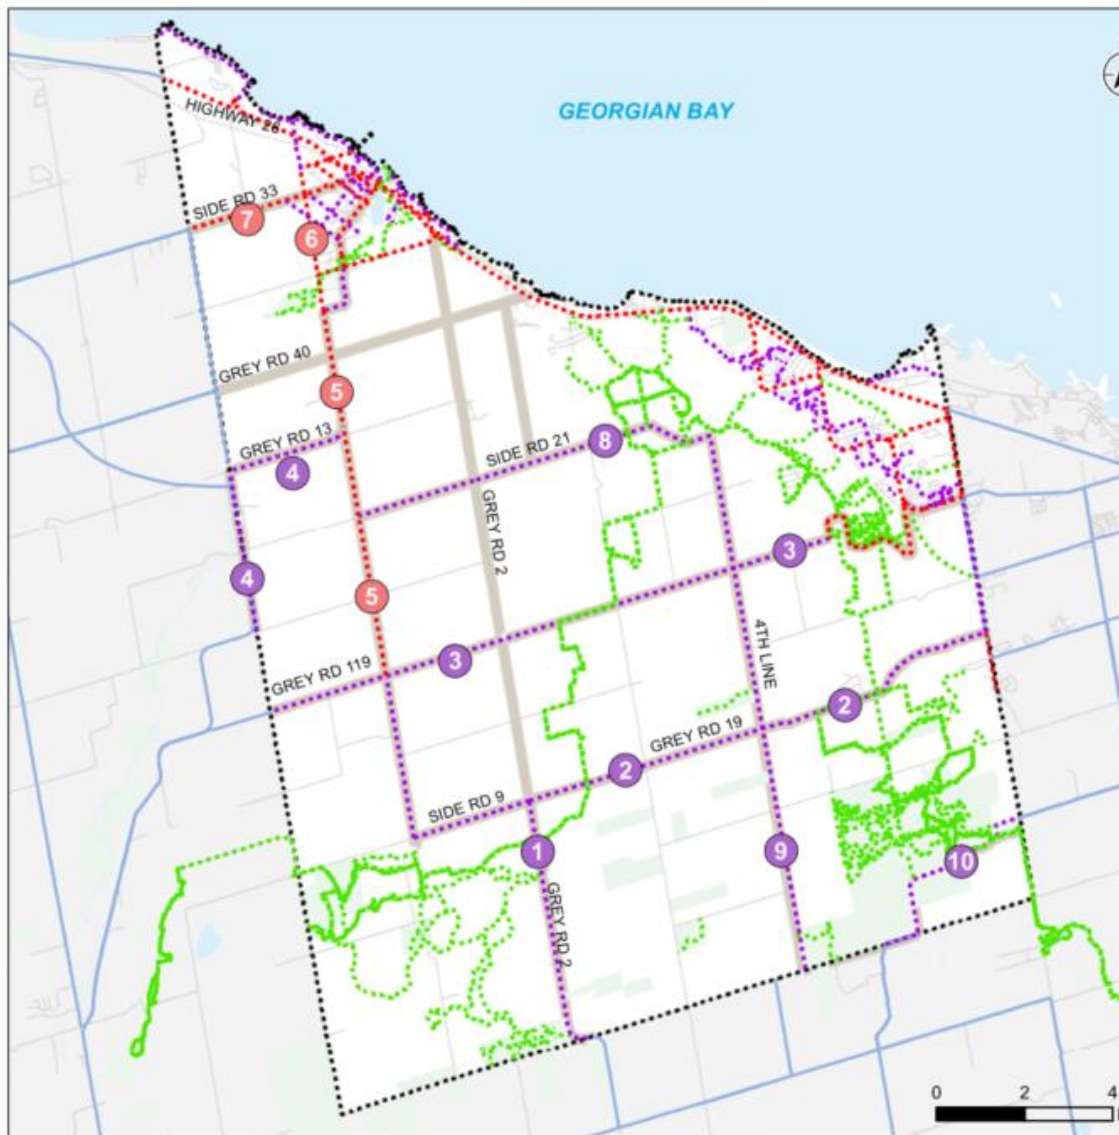 GEORGIAN BAY
HIGHWAY 26
SIDE RD 33
7
6
GREY RD 40
5
GREY RD 13
4
SIDE RD 21
8
GREY RD 2
4
5
3
4TH LINE
GREY RD 119
3
2
GREY RD 19
2
SIDE RD 9
1
9
10
GREY RD 2
0 2 4